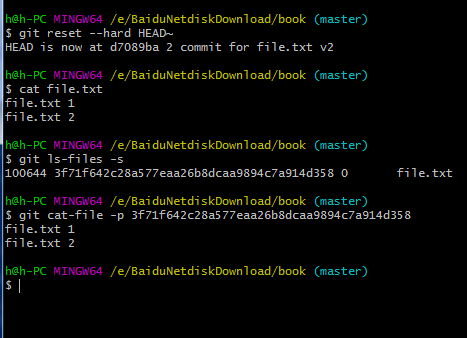 h@h-PC MINGW64 /e/BaiduNetdiskDownload/book (master)
$ git reset --hard HEAD~
HEAD is now at d7089ba 2 commit for file.txt v2
h@h-PC MINGW64 /e/BaiduNetdiskDownload/book (master)
$ cat file.txt
file.txt 1
file.txt 2
h@h-PC MINGW64 /e/BaiduNetdiskDownload/book (master)
$ git ls-files -s
100644 3f71f642c28a577eaa26b8dcaa9894c7a914d358 0 file.txt
h@h-PC MINGW64 /e/BaiduNetdiskDownload/book (master)
$ git cat-file -p 3f71f642c28a577eaa26b8dcaa9894c7a914d358
file.txt 1
file.txt 2
h@h-PC MINGW64 /e/BaiduNetdiskDownload/book (master)
$